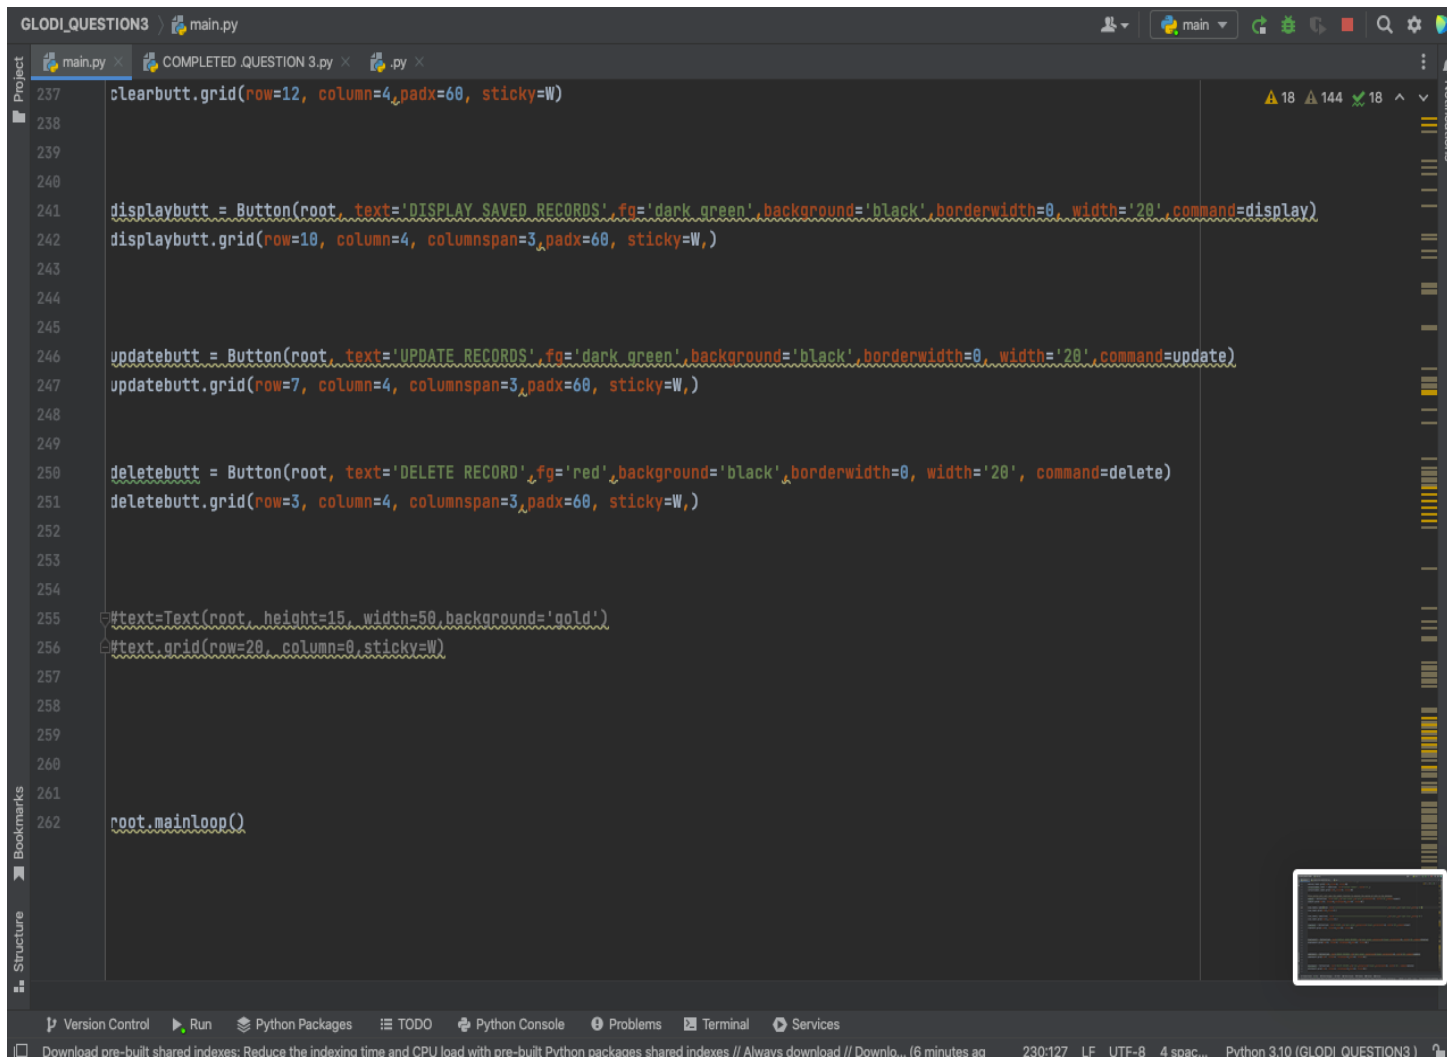 GLODI_QUESTION3 main.py main
main.py COMPLETED .QUESTION 3.py .py
Project
237 clearbutt.grid(row=12, column=4,padx=60, sticky=W)
18 144 18
238
239
240
241 displaybutt = Button(root, text='DISPLAY SAVED RECORDS',fg='dark green',background='black',borderwidth=0, width='20',command=display)
242 displaybutt.grid(row=10, column=4, columnspan=3,padx=60, sticky=W,)
243
244
245
246 updatebutt = Button(root, text='UPDATE RECORDS',fg='dark green',background='black',borderwidth=0, width='20',command=update)
247 updatebutt.grid(row=7, column=4, columnspan=3,padx=60, sticky=W,)
248
249
250 deletebutt = Button(root, text='DELETE RECORD',fg='red',background='black',borderwidth=0, width='20', command=delete)
251 deletebutt.grid(row=3, column=4, columnspan=3,padx=60, sticky=W,)
252
253
254
255 #text=Text(root, height=15, width=50,background='gold')
256 #text.grid(row=20, column=0,sticky=W)
257
258
259
260
261
262 root.mainloop()
Bookmarks
Structure
Version Control Run Python Packages TODO Python Console Problems Terminal Services
Download pre-built shared indexes: Reduce the indexing time and CPU load with pre-built Python packages shared indexes // Always download // Downlo... (6 minutes ag 230:127 LF UTF-8 4 spac... Python 3.10 (GLODI_QUESTION3)